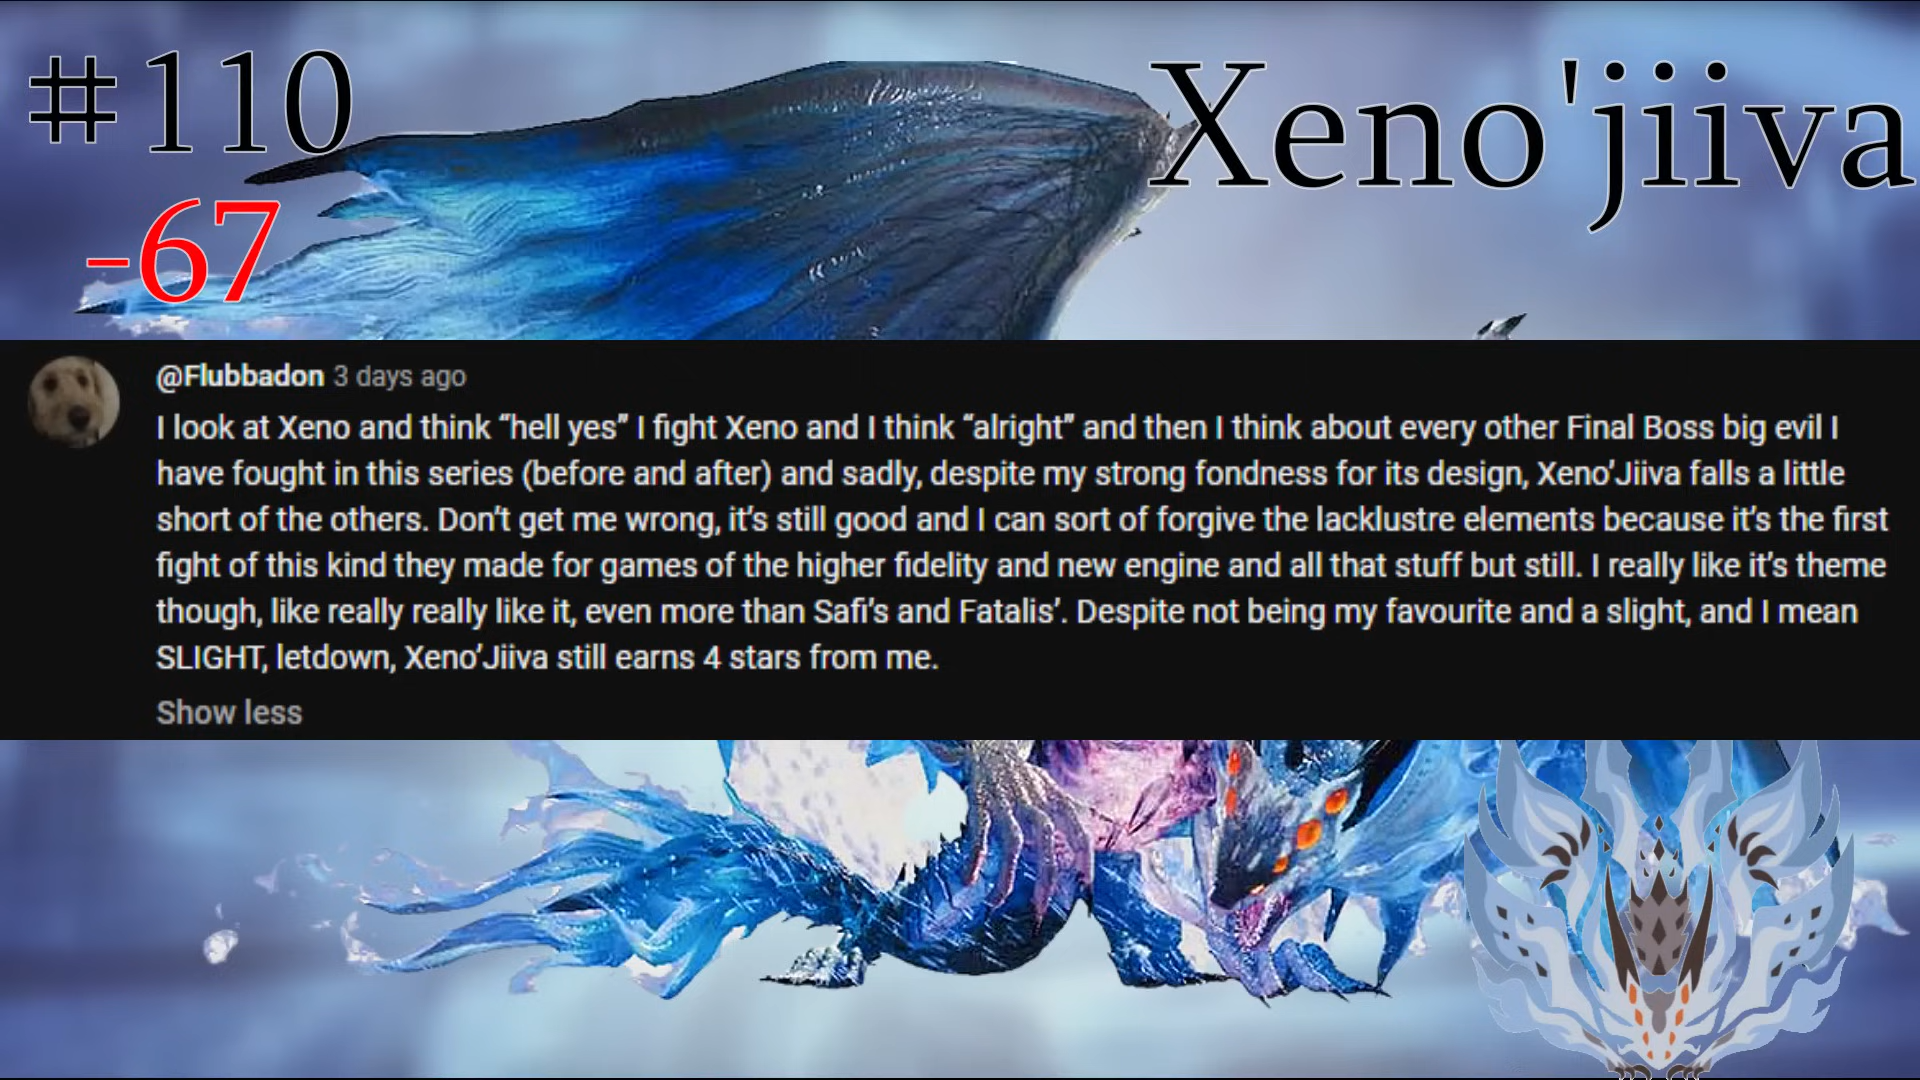 #110
Xeno'jiiva
-67
@Flubbadon 3 days ago
I look at Xeno and think “hell yes” I fight Xeno and I think “alright” and then I think about every other Final Boss big evil I
have fought in this series (before and after) and sadly, despite my strong fondness for its design, Xeno’Jiiva falls a little
short of the others. Don’t get me wrong, it’s still good and I can sort of forgive the lacklustre elements because it’s the first
fight of this kind they made for games of the higher fidelity and new engine and all that stuff but still. I really like it’s theme
though, like really really like it, even more than Safi’s and Fatalis’. Despite not being my favourite and a slight, and I mean
SLIGHT, letdown, Xeno’Jiiva still earns 4 stars from me.
Show less